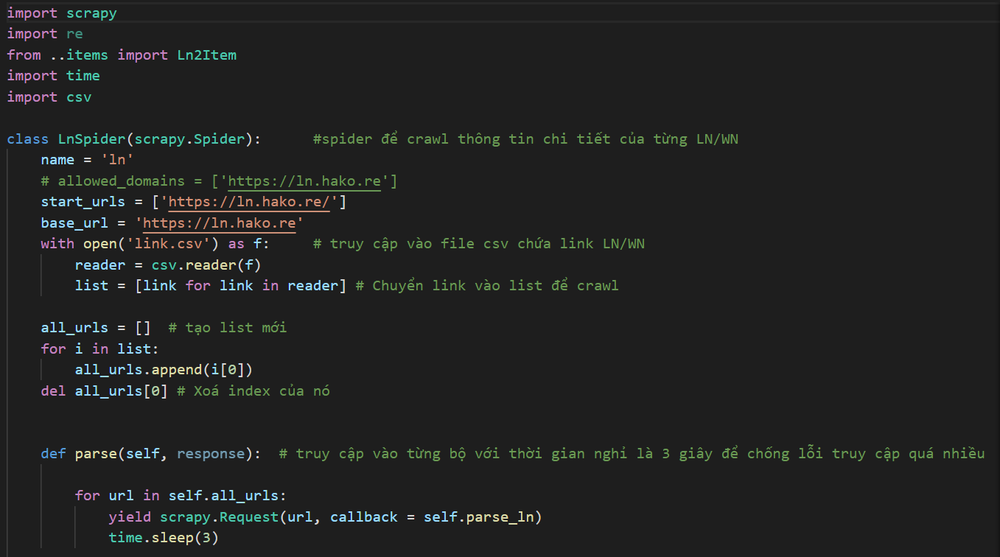 import scrapy
import re
from ..items import Ln2Item
import time
import csv
class LnSpider(scrapy.Spider):      #spider để crawl thông tin chi tiết của từng LN/WN
    name = 'ln'
    # allowed_domains = ['https://ln.hako.re']
    start_urls = ['https://ln.hako.re/']
    base_url = 'https://ln.hako.re'
    with open('link.csv') as f:     # truy cập vào file csv chứa link LN/WN
        reader = csv.reader(f)
        list = [link for link in reader] # Chuyển link vào list để crawl
    all_urls = []  # tạo list mới
    for i in list:
        all_urls.append(i[0])
    del all_urls[0] # Xoá index của nó
    def parse(self, response):  # truy cập vào từng bộ với thời gian nghỉ là 3 giây để chống lỗi truy cập quá nhiều
        for url in self.all_urls:
            yield scrapy.Request(url, callback = self.parse_ln)
            time.sleep(3)